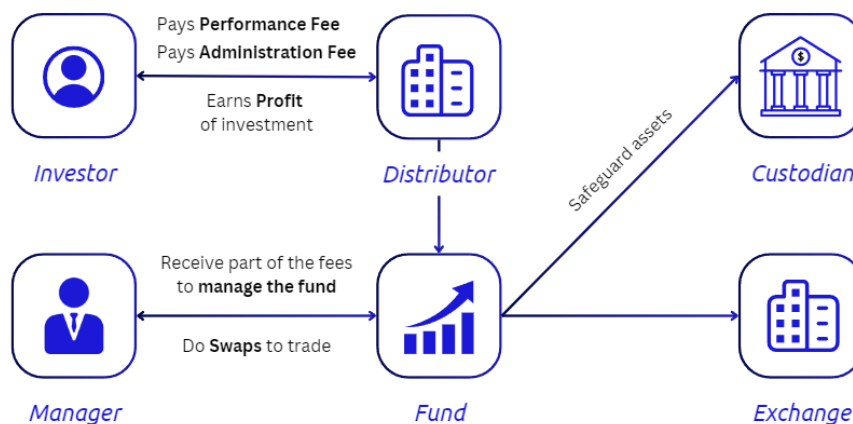 Pays Performance Fee
Pays Administration Fee
Earns Profit
of investment
Investor
Distributor
Custodian
$
Safeguard assets
Receive part of the fees
to manage the fund
Do Swaps to trade
Manager
Fund
Exchange